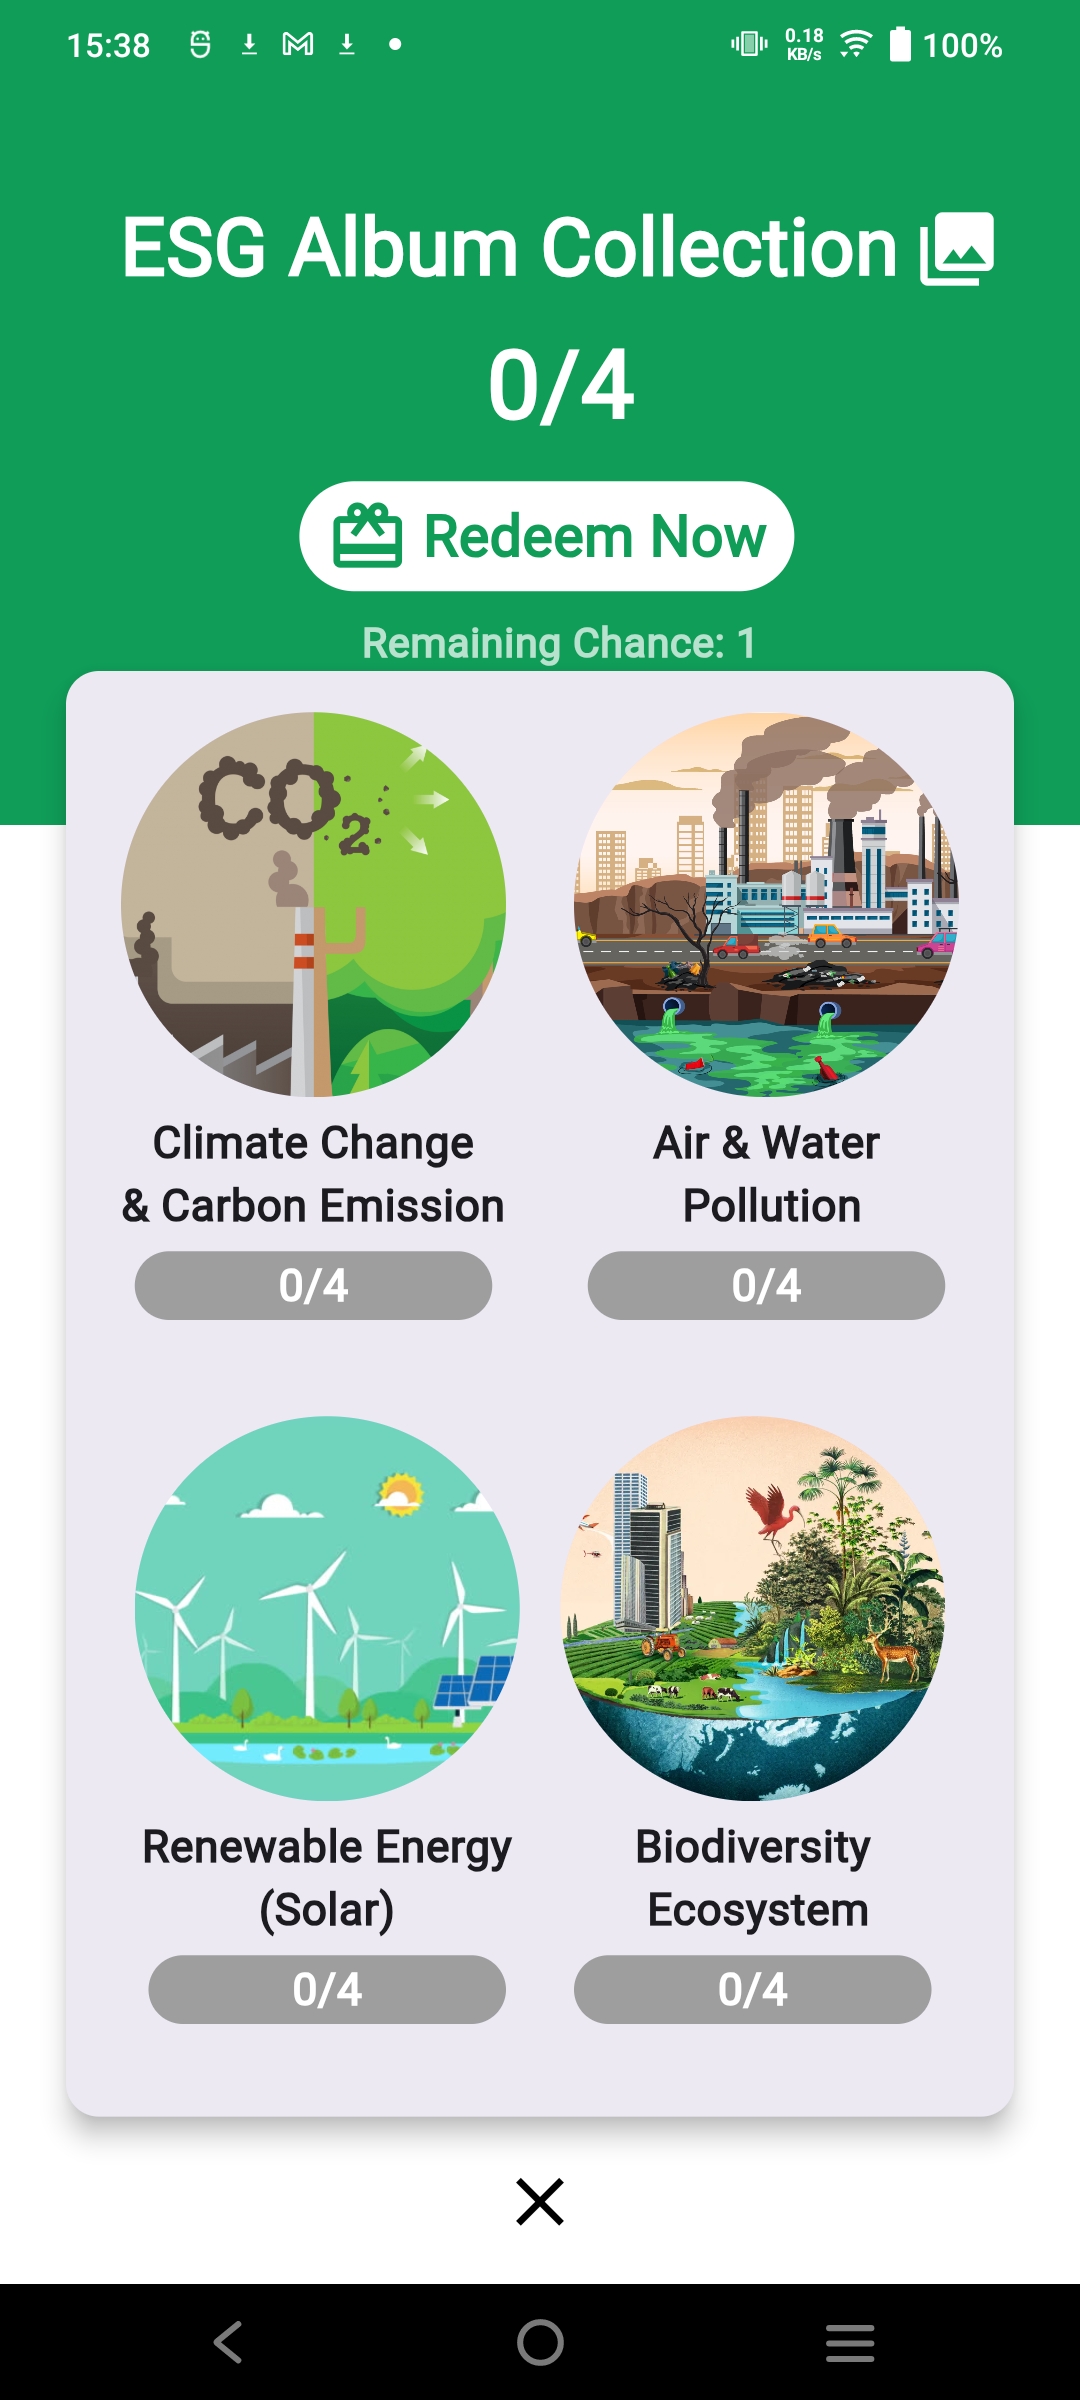 15:38
0.18
KB/s
100%
ESG Album Collection
0/4
Redeem Now
Remaining Chance: 1
CO2
Climate Change
& Carbon Emission
0/4
Air & Water
Pollution
0/4
Renewable Energy
(Solar)
0/4
Biodiversity
Ecosystem
0/4